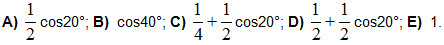 A) 1/2 cos20°; B) cos40°; C) 1/4 + 1/2 cos20°; D) 1/2 + 1/2 cos20°; E) 1.